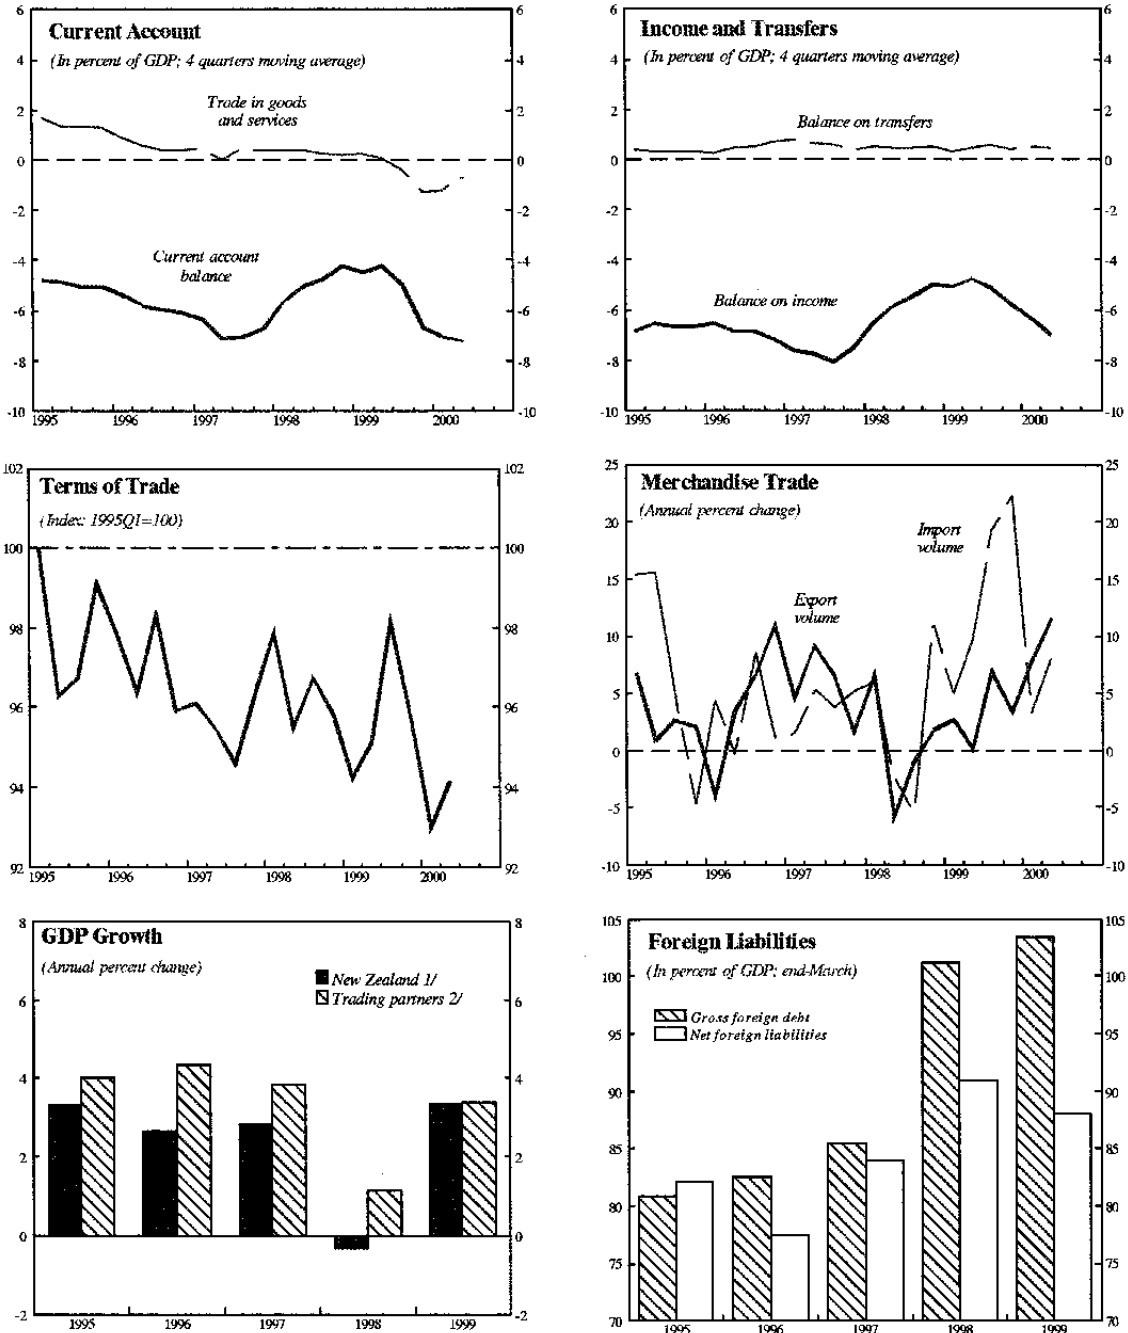 Current Account
(In percent of GDP; 4 quarters moving average)
Trade in goods
and services
Current account
balance
6
4
2
0
-2
-4
-6
-8
-10
6
4
2
0
-2
-4
-6
-8
-10
1995 1996 1997 1998 1999 2000
Income and Transfers
(In percent of GDP; 4 quarters moving average)
Balance on transfers
Balance on income
6
4
2
0
-2
-4
-6
-8
-10
6
4
2
0
-2
-4
-6
-8
-10
1995 1996 1997 1998 1999 2000
Terms of Trade
(Index: 1995Q1=100)
102
100
98
96
94
92
102
100
98
96
94
92
1995 1996 1997 1998 1999 2000
Merchandise Trade
(Annual percent change)
Import
volume
Export
volume
25
20
15
10
5
0
-5
-10
25
20
15
10
5
0
-5
-10
1995 1996 1997 1998 1999 2000
GDP Growth
(Annual percent change)
New Zealand 1/
Trading partners 2/
8
6
4
2
0
-2
8
6
4
2
0
-2
1995 1996 1997 1998 1999
Foreign Liabilities
(In percent of GDP; end-March)
Gross foreign debt
Net foreign liabilities
105
100
95
90
85
80
75
70
105
100
95
90
85
80
75
70
1995 1996 1997 1998 1999